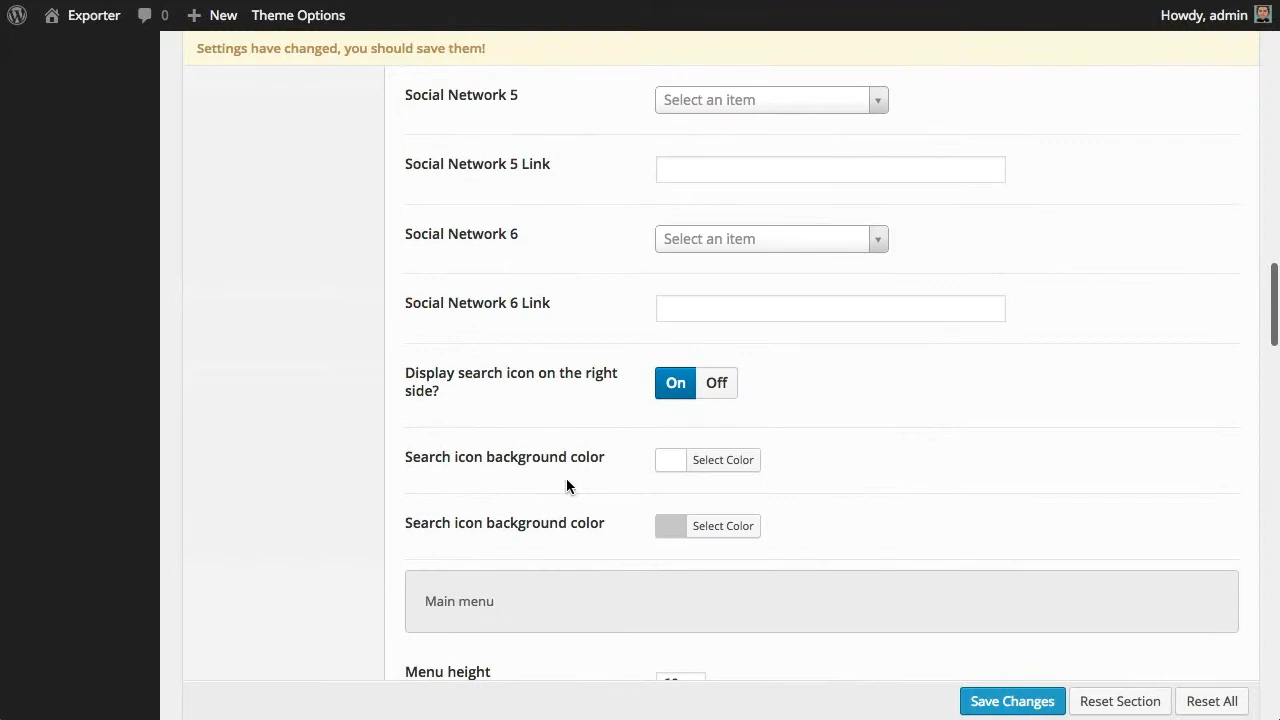 Exporter 0 New Theme Options Howdy, admin
Settings have changed, you should save them!
Social Network 5 Select an item
Social Network 5 Link
Social Network 6 Select an item
Social Network 6 Link
Display search icon on the right
side?
On Off
Search icon background color Select Color
Search icon background color Select Color
Main menu
Menu height
Save Changes Reset Section Reset All